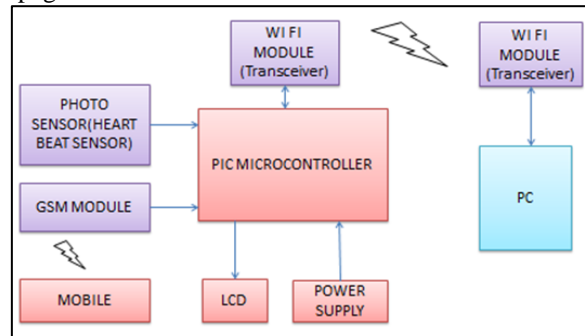 WI FI
MODULE
(Transceiver)
WI FI
MODULE
(Transceiver)
PHOTO
SENSOR(HEART
BEAT SENSOR)
PIC MICROCONTROLLER
GSM MODULE
PC
MOBILE
LCD
POWER
SUPPLY